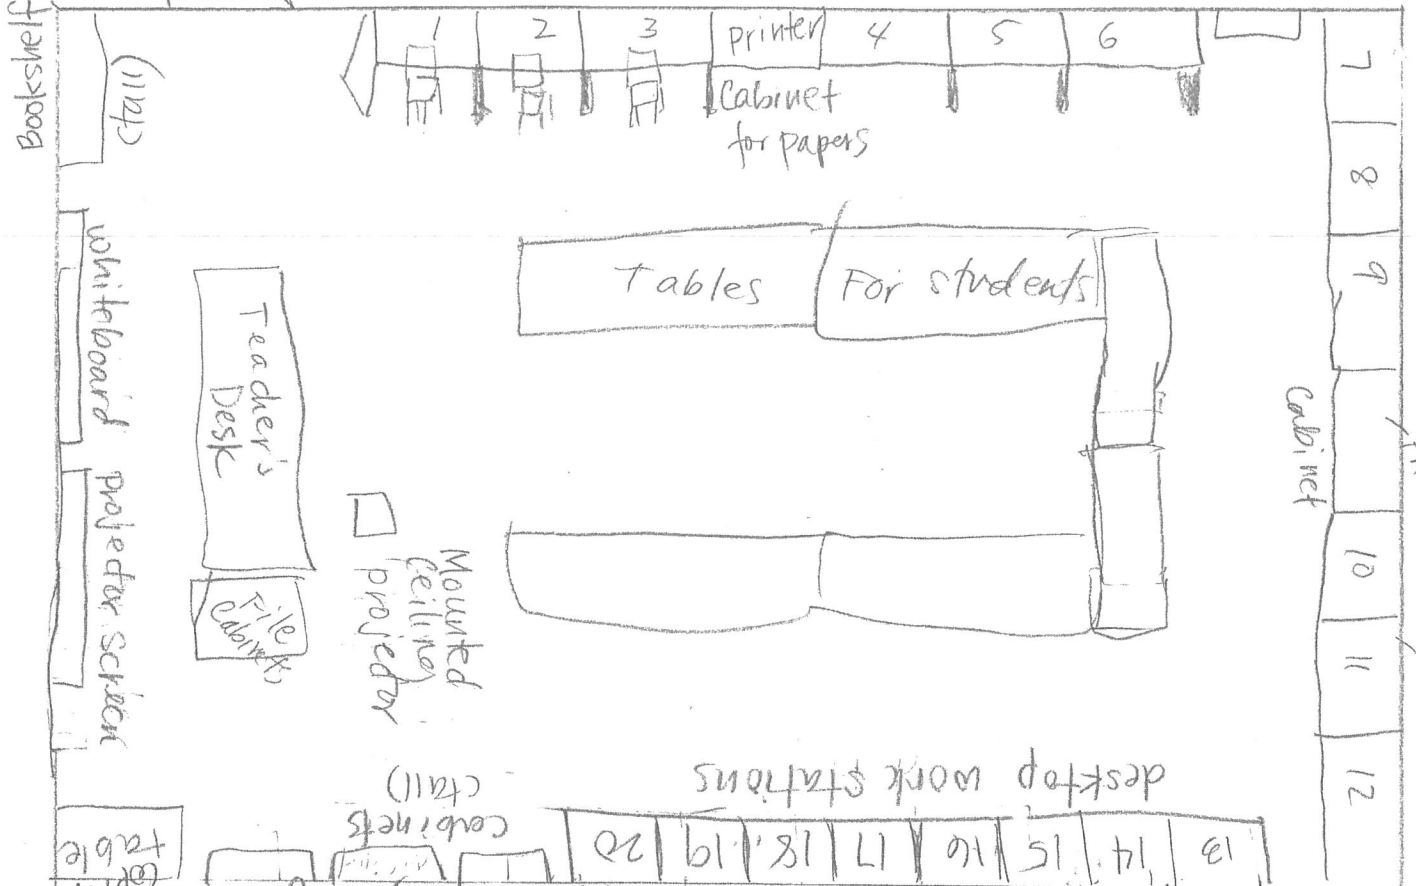 Bookshelf
(tall)
1
2
3
printer
4
5
6
Cabinet
for papers
7
8
9
Cabinet
10
11
12
Whiteboard
projector screen
Teacher's
Desk
File
Cabinets
Mounted
Ceiling
projector
Tables
For students
desktop work stations
13
14
15
16
17
18
19
20
cabinets
(tall)
table